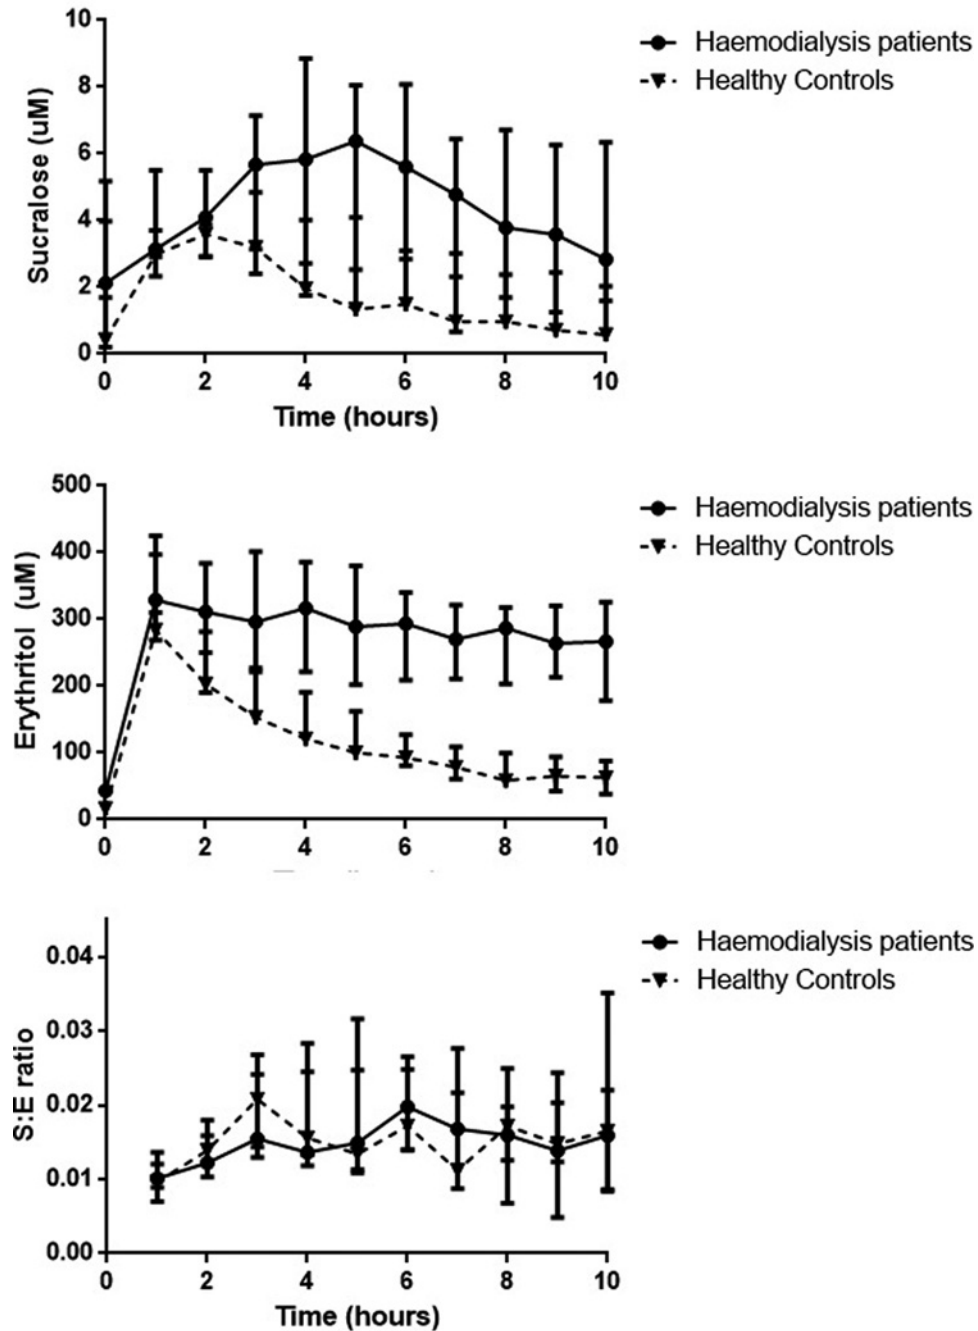 10
8
6
4
2
0
Sucralose (uM)
0 2 4 6 8 10
Time (hours)
Haemodialysis patients
Healthy Controls
500
400
300
200
100
0
Erythritol (uM)
0 2 4 6 8 10
Haemodialysis patients
Healthy Controls
0.04
0.03
0.02
0.01
0.00
S:E ratio
0 2 4 6 8 10
Time (hours)
Haemodialysis patients
Healthy Controls